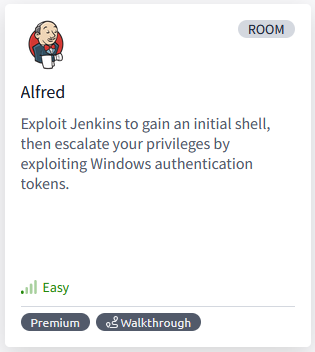 ROOM
Alfred
Exploit Jenkins to gain an initial shell,
then escalate your privileges by
exploiting Windows authentication
tokens.
Easy
Premium
Walkthrough